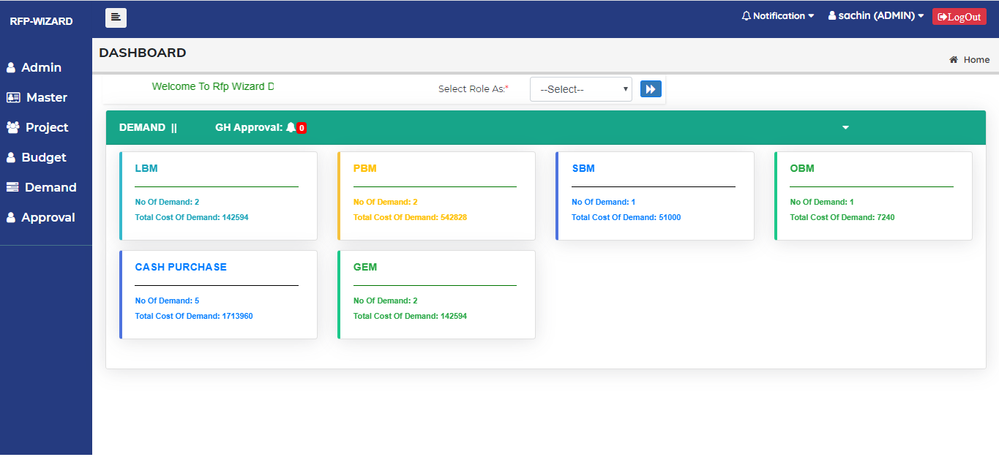 RFP-WIZARD
Notification
sachin (ADMIN)
LogOut
DASHBOARD
Home
Admin
Master
Project
Budget
Demand
Approval
Welcome To Rfp Wizard D
Select Role As:*
--Select--
DEMAND ||
GH Approval: 0
LBM
No Of Demand: 2
Total Cost Of Demand: 142594
PBM
No Of Demand: 2
Total Cost Of Demand: 542828
SBM
No Of Demand: 1
Total Cost Of Demand: 51000
OBM
No Of Demand: 1
Total Cost Of Demand: 7240
CASH PURCHASE
No Of Demand: 5
Total Cost Of Demand: 1713960
GEM
No Of Demand: 2
Total Cost Of Demand: 142594